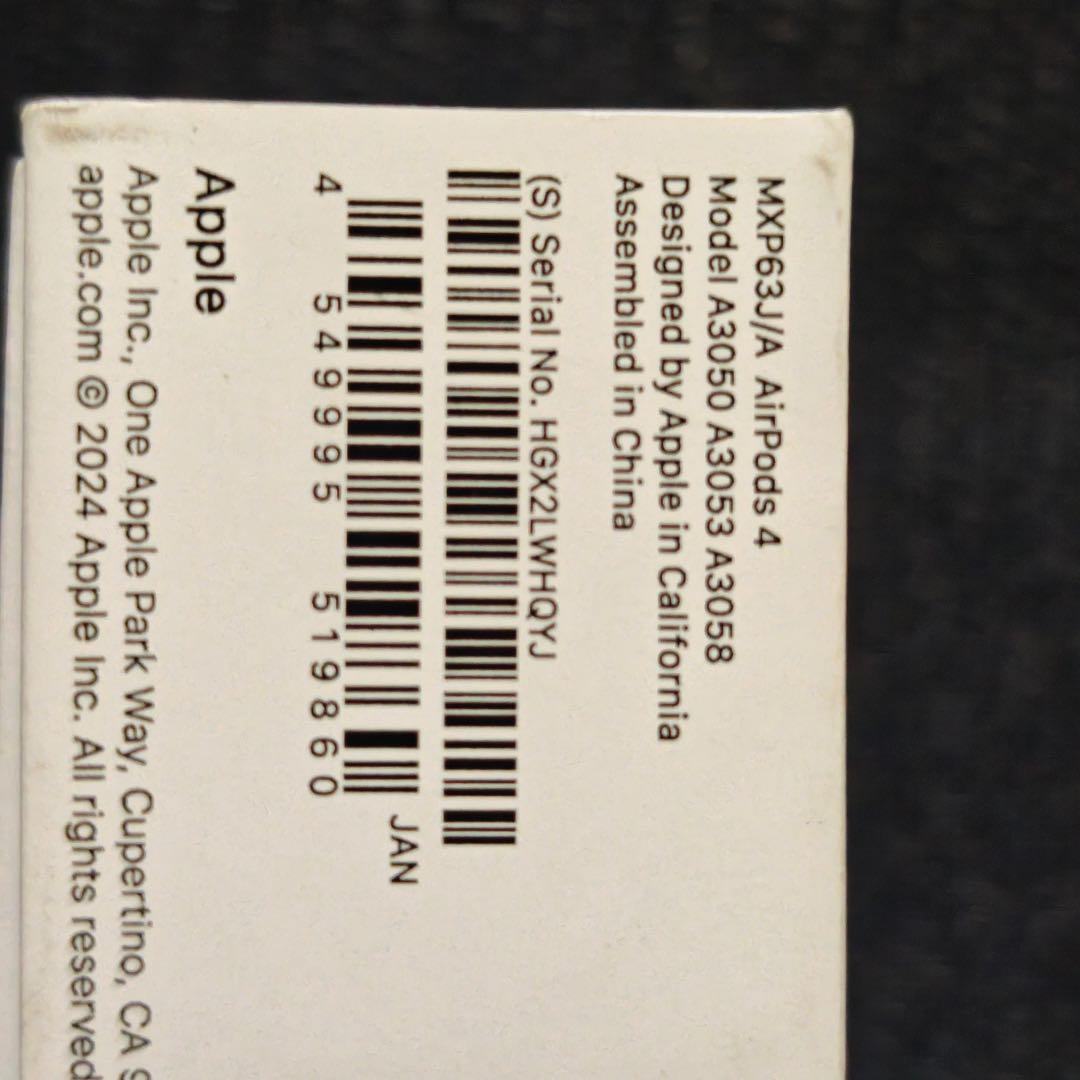 MXP63J/A AirPods 4
Model A3050 A3053 A3058
Designed by Apple in California
Assembled in China
(S) Serial No. HGX2LWHQYJ
4 549995 519860
JAN
Apple
Apple Inc., One Apple Park Way, Cupertino, CA
apple.com © 2024 Apple Inc. All rights reserved